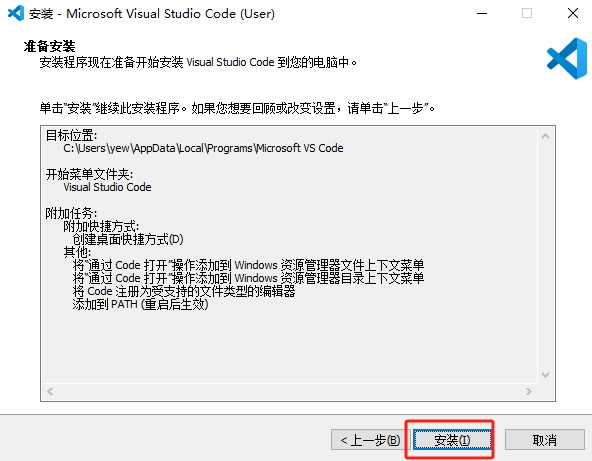 安装 - Microsoft Visual Studio Code (User)
准备安装
安装程序现在准备开始安装 Visual Studio Code 到您的电脑中。
单击“安装”继续此安装程序。如果您想要回顾或改变设置，请单击“上一步”。
目标位置:
C:\Users\yew\AppData\Local\Programs\Microsoft VS Code
开始菜单文件夹:
Visual Studio Code
附加任务:
附加快捷方式:
创建桌面快捷方式(D)
其他:
将“通过 Code 打开”操作添加到 Windows 资源管理器文件上下文菜单
将“通过 Code 打开”操作添加到 Windows 资源管理器目录上下文菜单
将 Code 注册为受支持的文件类型的编辑器
添加到 PATH (重启后生效)
< 上一步(B) 安装(I) 取消